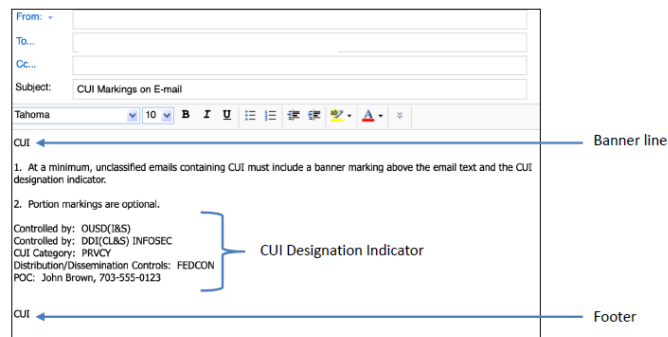 From:
To...
Cc...
Subject: CUI Markings on E-mail
Tahoma 10 B I U A
CUI Banner line
1. At a minimum, unclassified emails containing CUI must include a banner marking above the email text and the CUI
designation indicator.
2. Portion markings are optional.
Controlled by: OUSD(I&S)
Controlled by: DDI(CL&S) INFOSEC
CUI Category: PRVCY
CUI Designation Indicator
Distribution/Dissemination Controls: FEDCON
POC: John Brown, 703-555-0123
CUI Footer